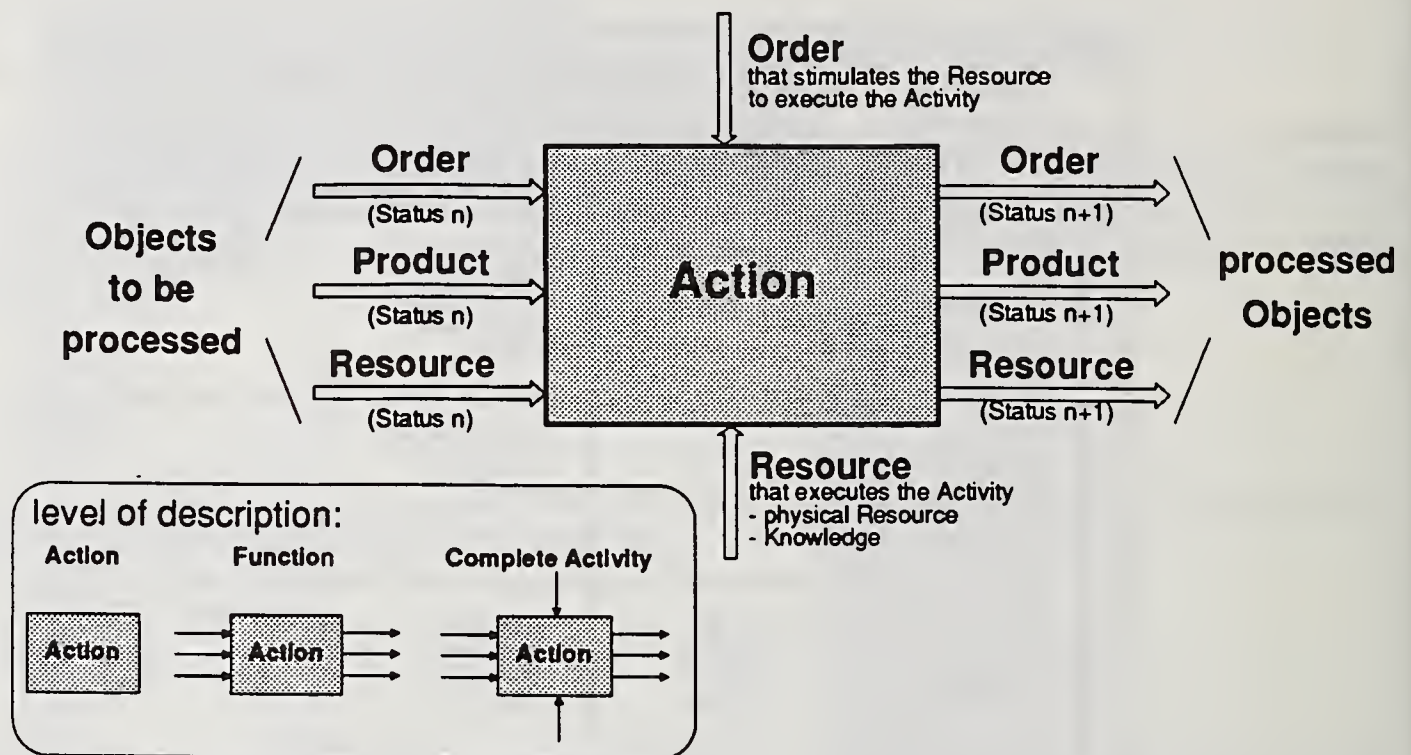 Order
that stimulates the Resource
to execute the Activity
Objects
to be
processed
Order
(Status n)
Product
(Status n)
Resource
(Status n)
Action
Order
(Status n+1)
Product
(Status n+1)
Resource
(Status n+1)
processed
Objects
Resource
that executes the Activity
- physical Resource
- Knowledge
level of description:
Action
Function
Complete Activity
Action
Action
Action